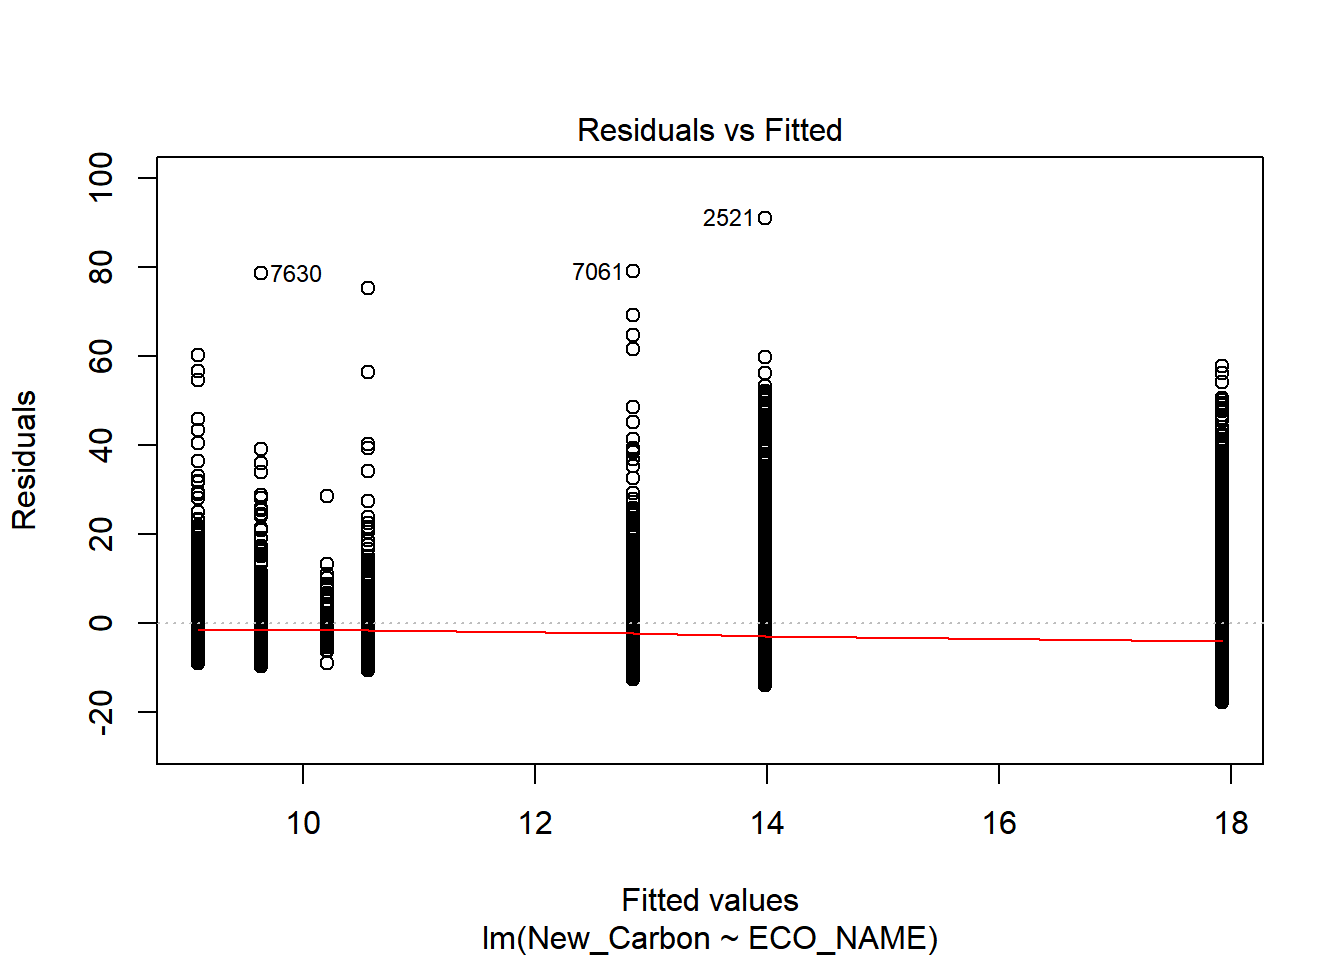 Residuals vs Fitted
100
80
60
40
20
0
-20
Residuals
2521
7061
7630
10 12 14 16 18
Fitted values
lm(New_Carbon ~ ECO_NAME)